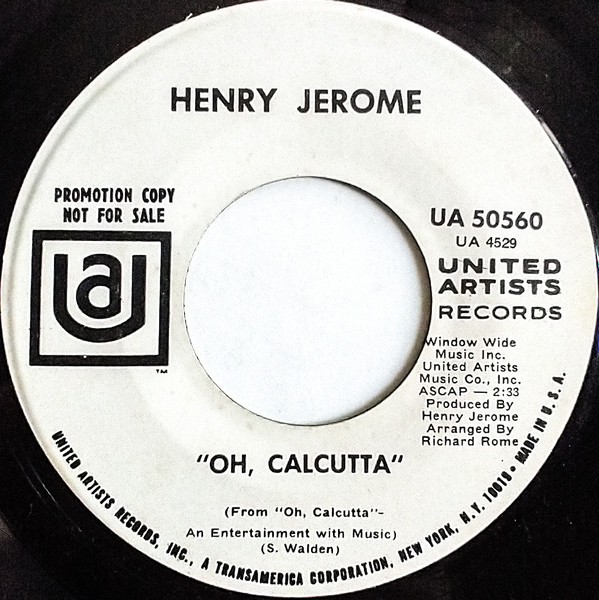 HENRY JEROME
PROMOTION COPY
NOT FOR SALE
ua
TM
UA 50560
UA 4529
UNITED
ARTISTS
RECORDS
Window Wide
Music Inc.
United Artists
Music Co., Inc.
ASCAP — 2:33
Produced By
Henry Jerome
Arranged By
Richard Rome
"OH, CALCUTTA"
(From "Oh, Calcutta"-
An Entertainment with Music)
(S. Walden)
UNITED ARTISTS RECORDS, INC., A TRANSAMERICA CORPORATION, NEW YORK, N.Y. 10019 • MADE IN U.S.A.